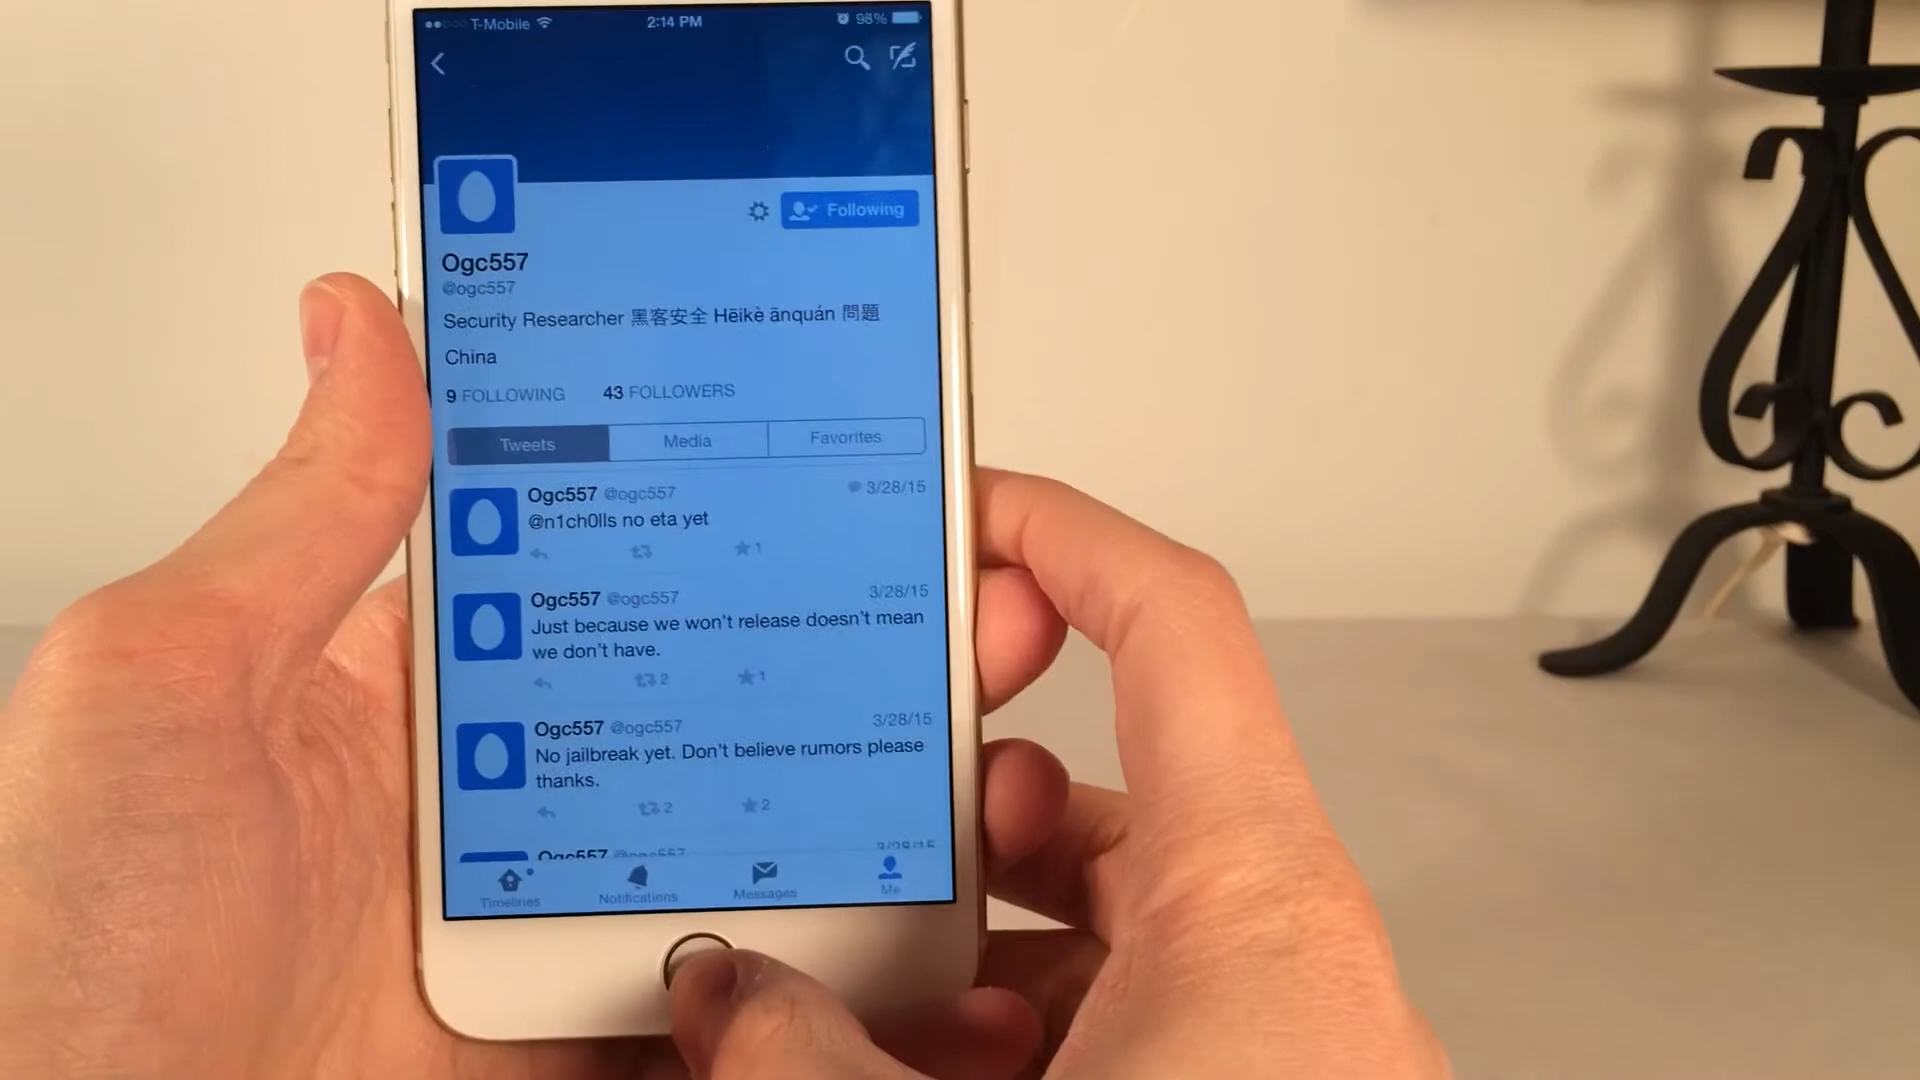 T-Mobile 2:14 PM 98%
Following
Ogc557
@ogc557
Security Researcher 黑客安全 Hēikè ānquán 問題
China
9 FOLLOWING 43 FOLLOWERS
Tweets Media Favorites
Ogc557 @ogc557 3/28/15
@n1ch0lls no eta yet
1
Ogc557 @ogc557 3/28/15
Just because we won't release doesn't mean
we don't have.
2 1
Ogc557 @ogc557 3/28/15
No jailbreak yet. Don't believe rumors please
thanks.
2 2
Ogc557 @ogc557 3/28/15
Timelines Notifications Messages Me